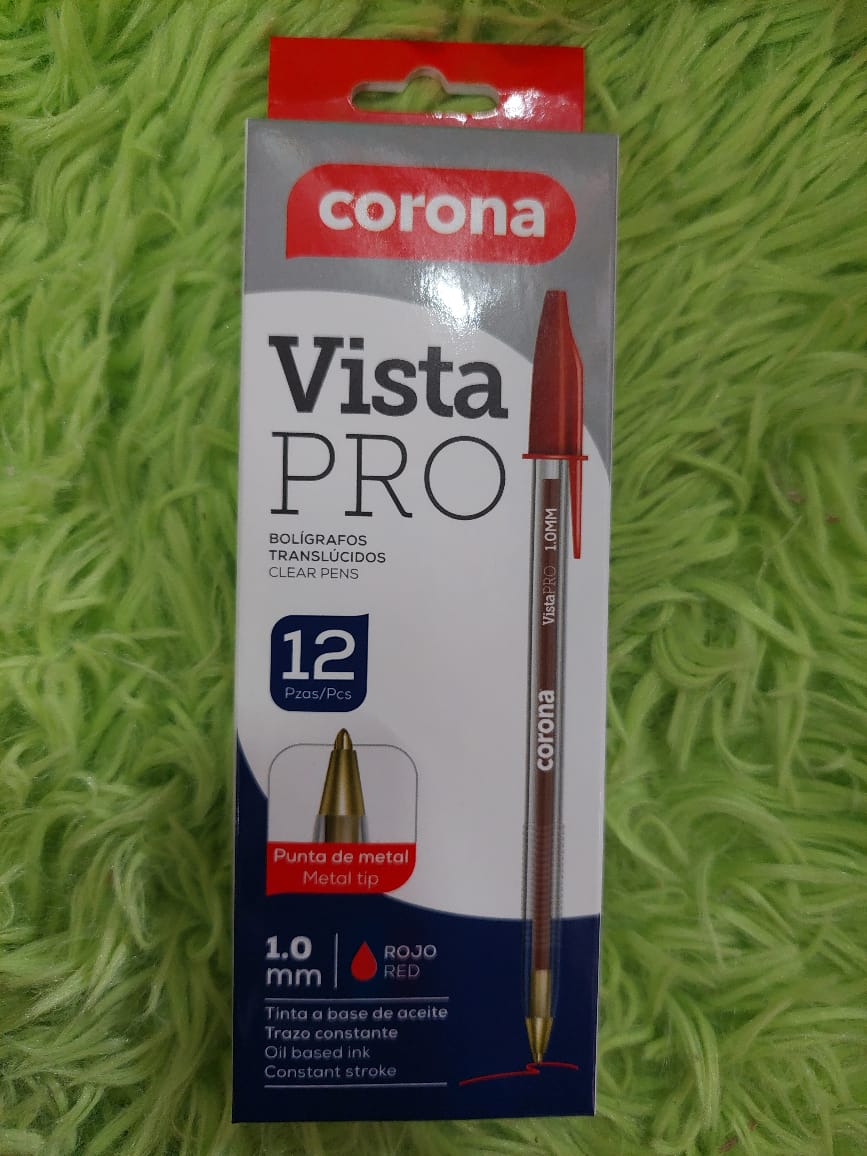 corona
Vista
PRO
BOLÍGRAFOS
TRANSLÚCIDOS
CLEAR PENS
12
Pzas/Pcs
Punta de metal
Metal tip
1.0
mm
ROJO
RED
Tinta a base de aceite
Trazo constante
Oil based ink
Constant stroke
corona VistaPRO 1.0MM